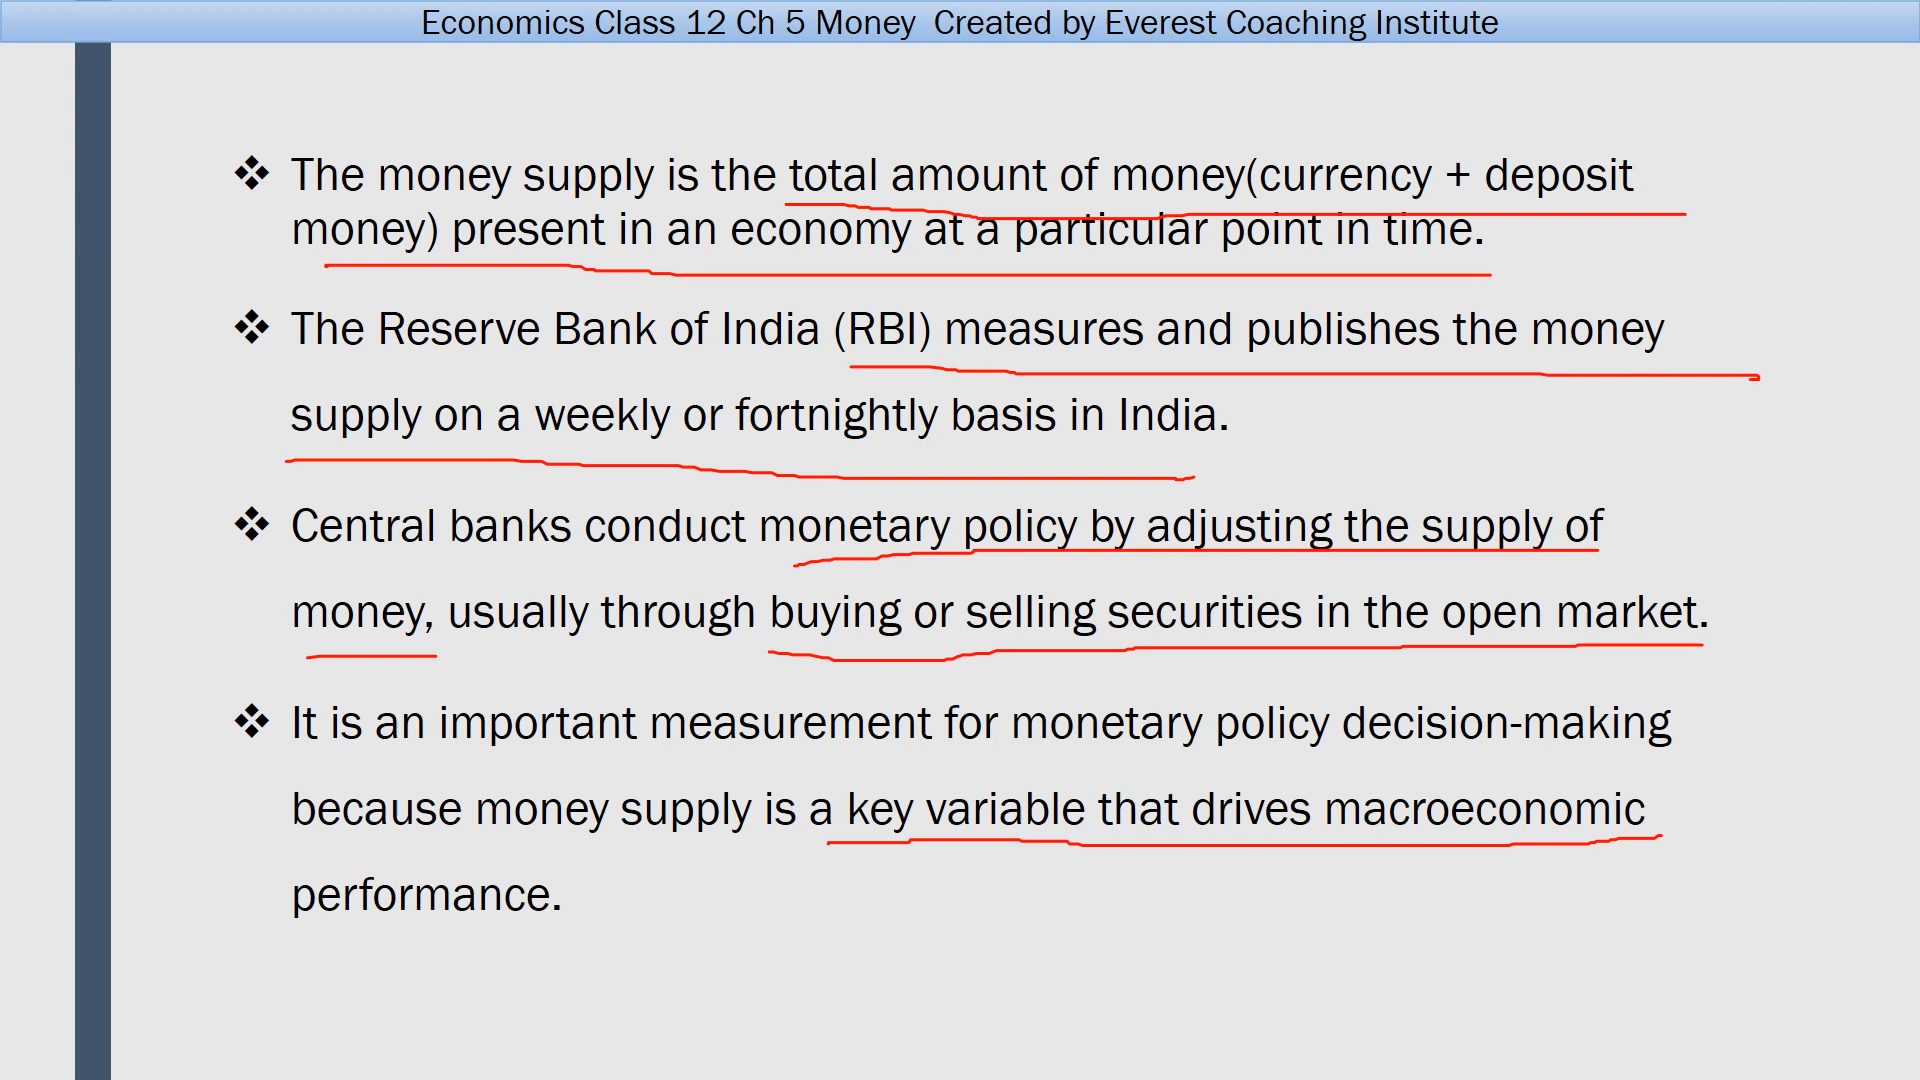 Economics Class 12 Ch 5 Money  Created by Everest Coaching Institute
❖ The money supply is the total amount of money(currency + deposit
money) present in an economy at a particular point in time.
❖ The Reserve Bank of India (RBI) measures and publishes the money
supply on a weekly or fortnightly basis in India.
❖ Central banks conduct monetary policy by adjusting the supply of
money, usually through buying or selling securities in the open market.
❖ It is an important measurement for monetary policy decision-making
because money supply is a key variable that drives macroeconomic
performance.